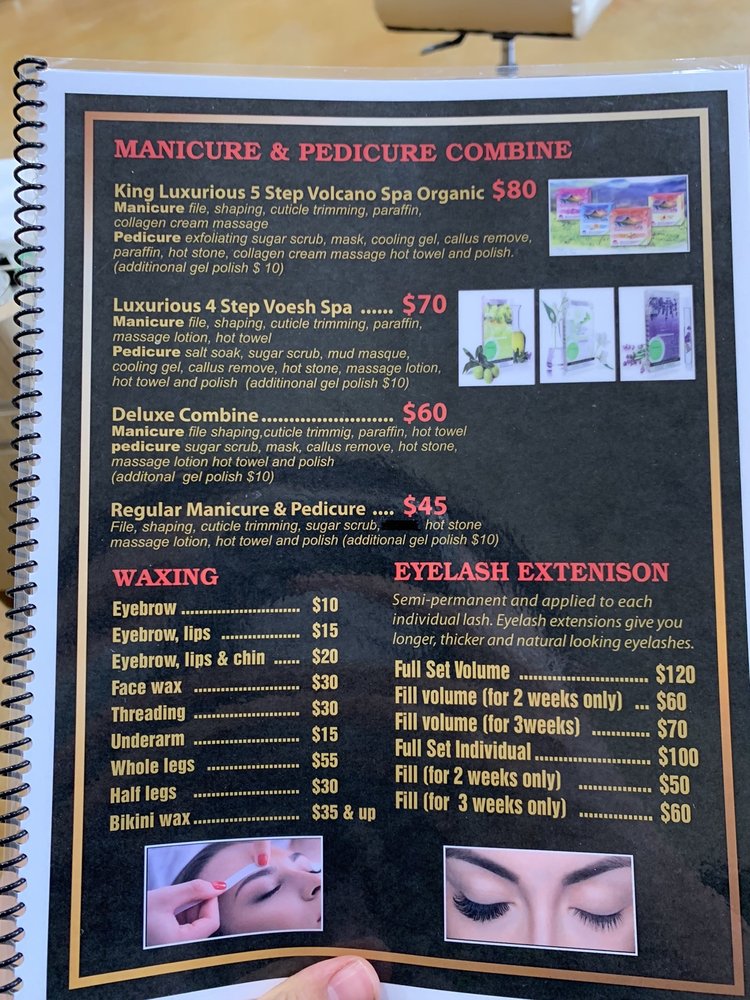 MANICURE & PEDICURE COMBINE
King Luxurious 5 Step Volcano Spa Organic $80
Manicure file, shaping, cuticle trimming, paraffin,
collagen cream massage
Pedicure exfoliating sugar scrub, mask, cooling gel, callus remove,
paraffin, hot stone, collagen cream massage hot towel and polish.
(additinonal gel polish $ 10)
Luxurious 4 Step Voesh Spa ...... $70
Manicure file, shaping, cuticle trimming, paraffin,
massage lotion, hot towel
Pedicure salt soak, sugar scrub, mud masque,
cooling gel, callus remove, hot stone, massage lotion,
hot towel and polish (additinonal gel polish $10)
Deluxe Combine........................ $60
Manicure file shaping,cuticle trimmig, paraffin, hot towel
pedicure sugar scrub, mask, callus remove, hot stone,
massage lotion hot towel and polish
(additonal gel polish $10)
Regular Manicure & Pedicure .... $45
File, shaping, cuticle trimming, sugar scrub, hot stone
massage lotion, hot towel and polish (additional gel polish $10)
WAXING
Eyebrow ............................ $10
Eyebrow, lips ................... $15
Eyebrow, lips & chin ...... $20
Face wax ......................... $30
Threading ......................... $30
Underarm ......................... $15
Whole legs ...................... $55
Half legs ......................... $30
Bikini wax......................... $35 & up
EYELASH EXTENISON
Semi-permanent and applied to each
individual lash. Eyelash extensions give you
longer, thicker and natural looking eyelashes.
Full Set Volume ............................. $120
Fill volume (for 2 weeks only) ... $60
Fill volume (for 3weeks) ............. $70
Full Set Individual........................... $100
Fill (for 2 weeks only) ................ $50
Fill (for 3 weeks only) ................ $60